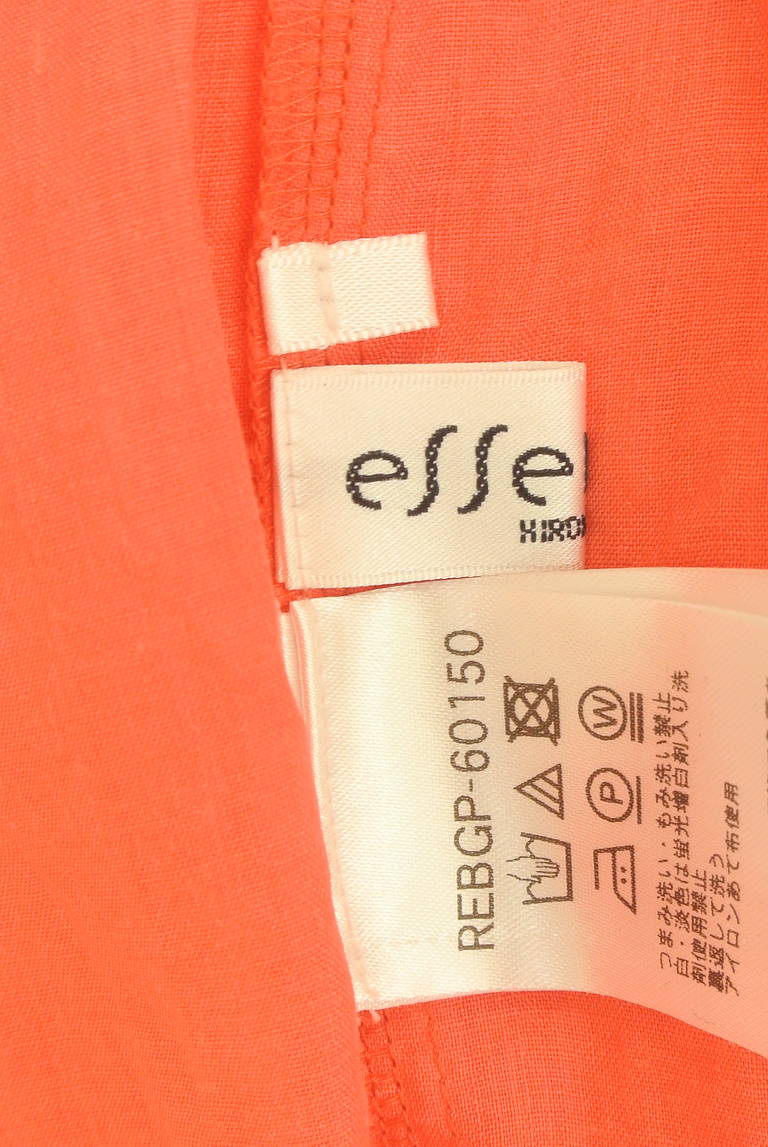 esse
HIRO
REBGP-60150
W
P
つまみ洗い・もみ洗い禁止
白・淡色は蛍光増白剤入り洗
剤使用禁止
裏返して洗う
アイロンあて布使用